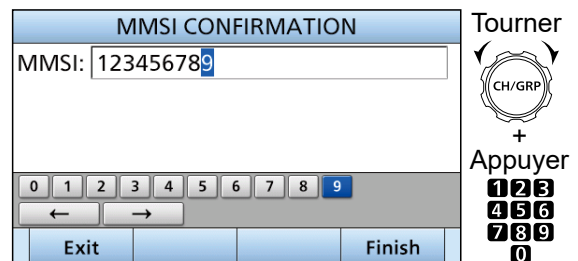 MMSI CONFIRMATION
MMSI: 123456789
0 1 2 3 4 5 6 7 8 9
← →
Exit Finish
Tourner
CH/GRP
+
Appuyer
1 2 3
4 5 6
7 8 9
0